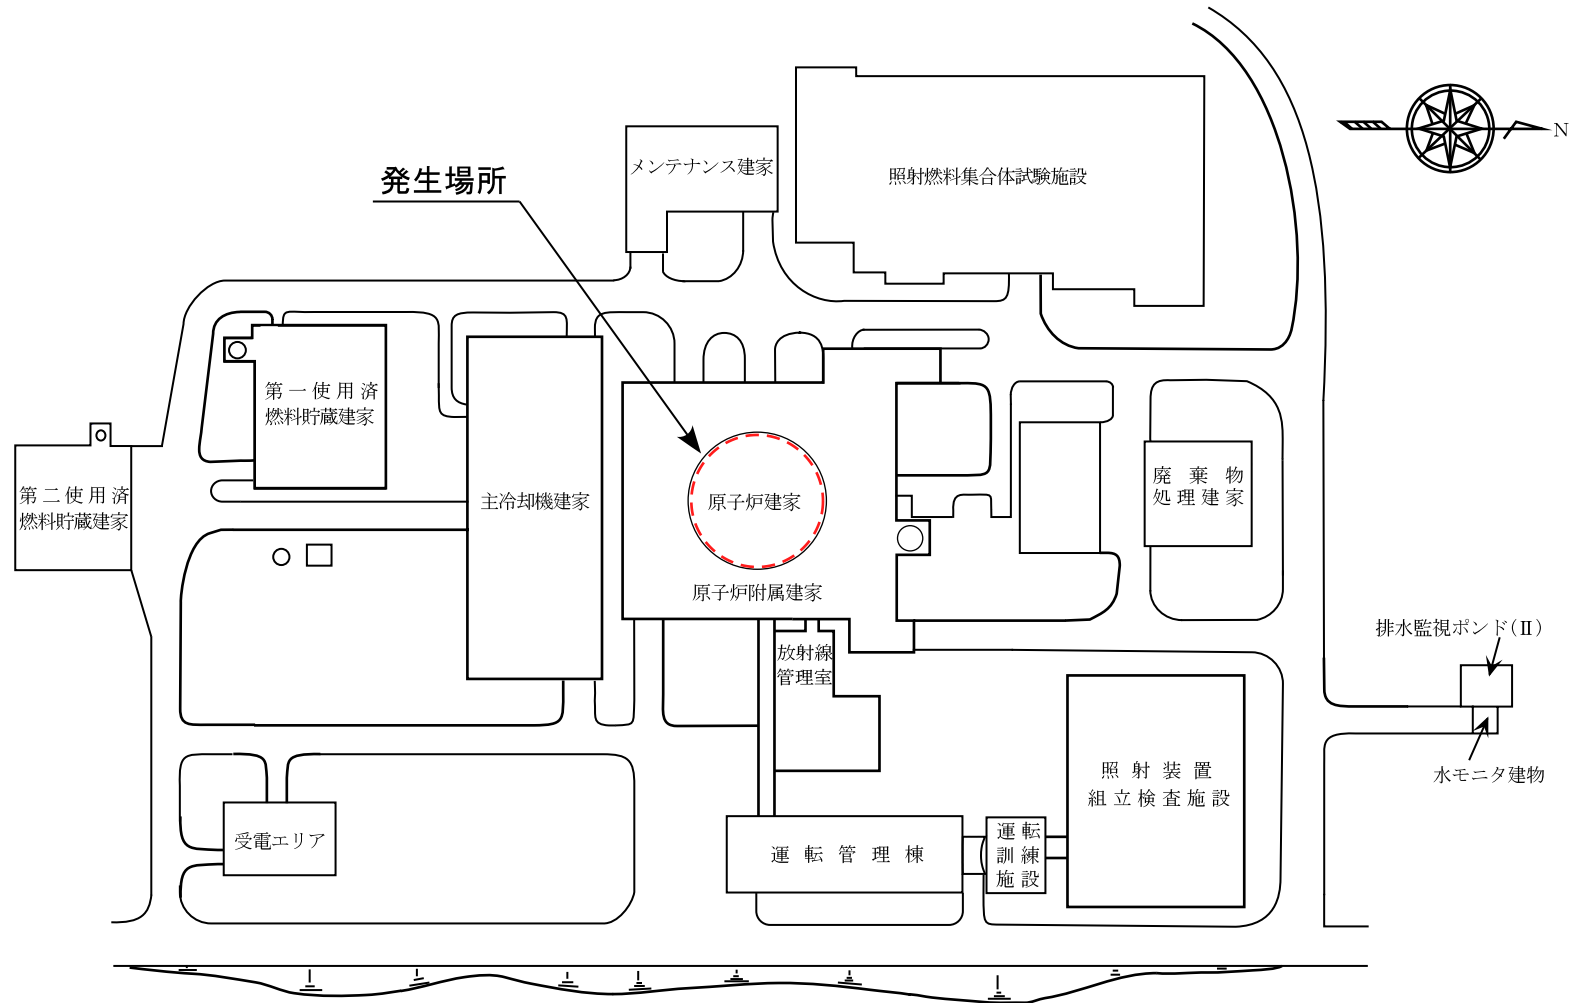 N
メンテナンス建家
発生場所
照射燃料集合体試験施設
第一使用済
燃料貯蔵建家
第二使用済
燃料貯蔵建家
主冷却機建家
原子炉建家
廃棄物
処理建家
原子炉附属建家
排水監視ポンド(Ⅱ)
放射線
管理室
照射装置
組立検査施設
水モニタ建物
受電エリア
運転管理棟
運転
訓練
施設